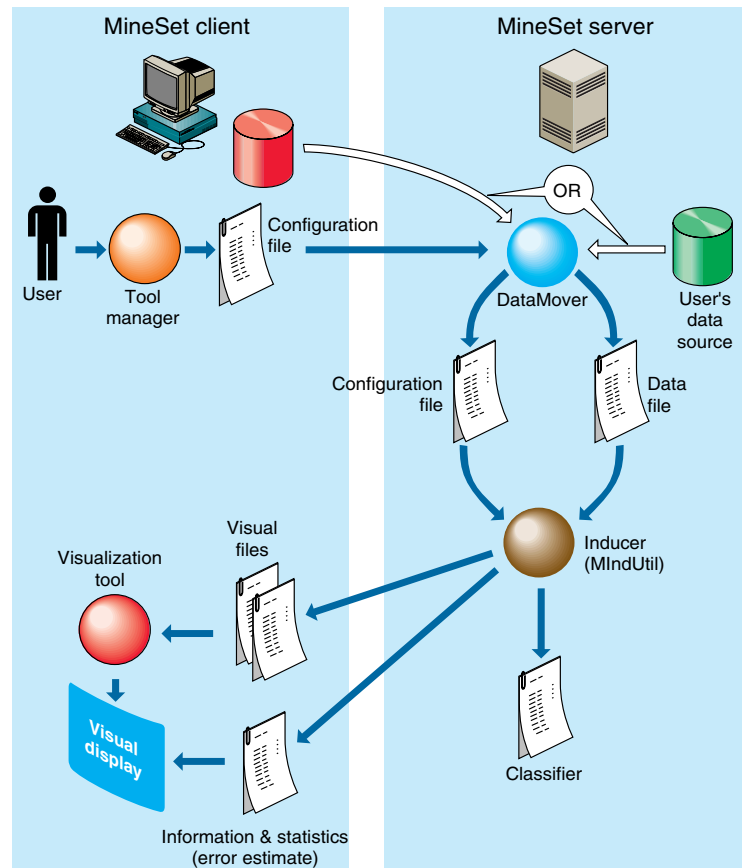 MineSet client
MineSet server
OR
Configuration
file
User
Tool
manager
DataMover
User's
data
source
Configuration
file
Data
file
Visual
files
Visualization
tool
Inducer
(MIndUtil)
Visual
display
Classifier
Information & statistics
(error estimate)